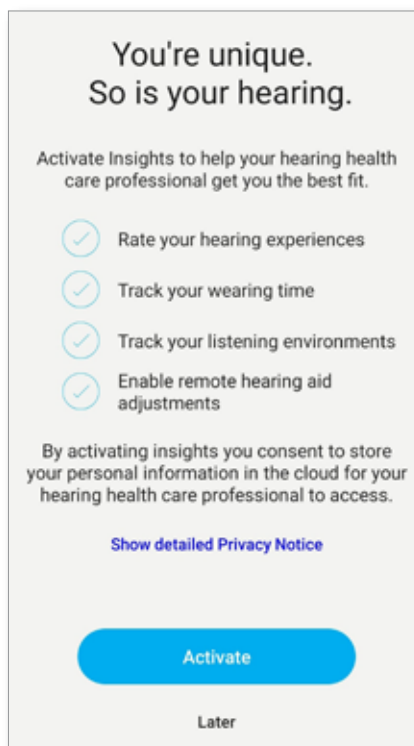 You're unique.
So is your hearing.
Activate Insights to help your hearing health
care professional get you the best fit.
Rate your hearing experiences
Track your wearing time
Track your listening environments
Enable remote hearing aid
adjustments
By activating insights you consent to store
your personal information in the cloud for your
hearing health care professional to access.
Show detailed Privacy Notice
Activate
Later